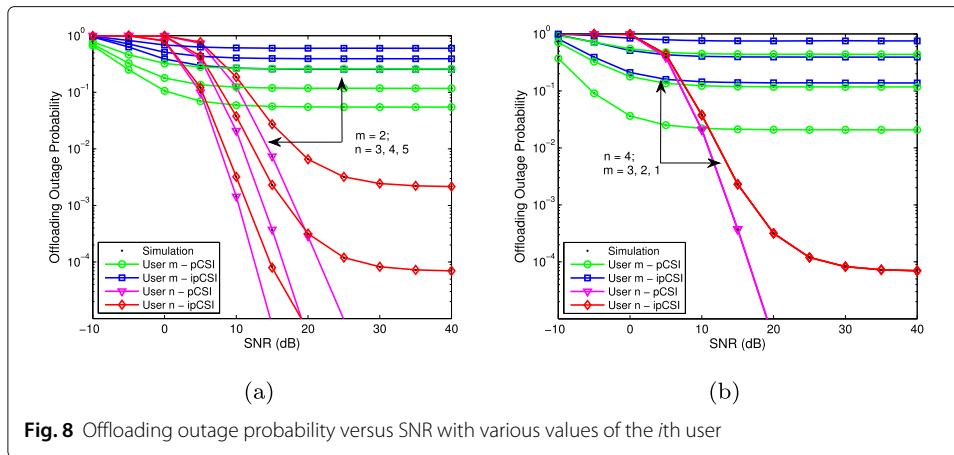 10^0
10^-1
10^-2
10^-3
10^-4
Offloading Outage Probability
m = 2;
n = 3, 4, 5
Simulation
User m − pCSI
User m − ipCSI
User n − pCSI
User n − ipCSI
−10 0 10 20 30 40
SNR (dB)
(a)
10^0
10^-1
10^-2
10^-3
10^-4
Offloading Outage Probability
n = 4;
m = 3, 2, 1
Simulation
User m − pCSI
User m − ipCSI
User n − pCSI
User n − ipCSI
−10 0 10 20 30 40
SNR (dB)
(b)
Fig. 8 Offloading outage probability versus SNR with various values of the ith user